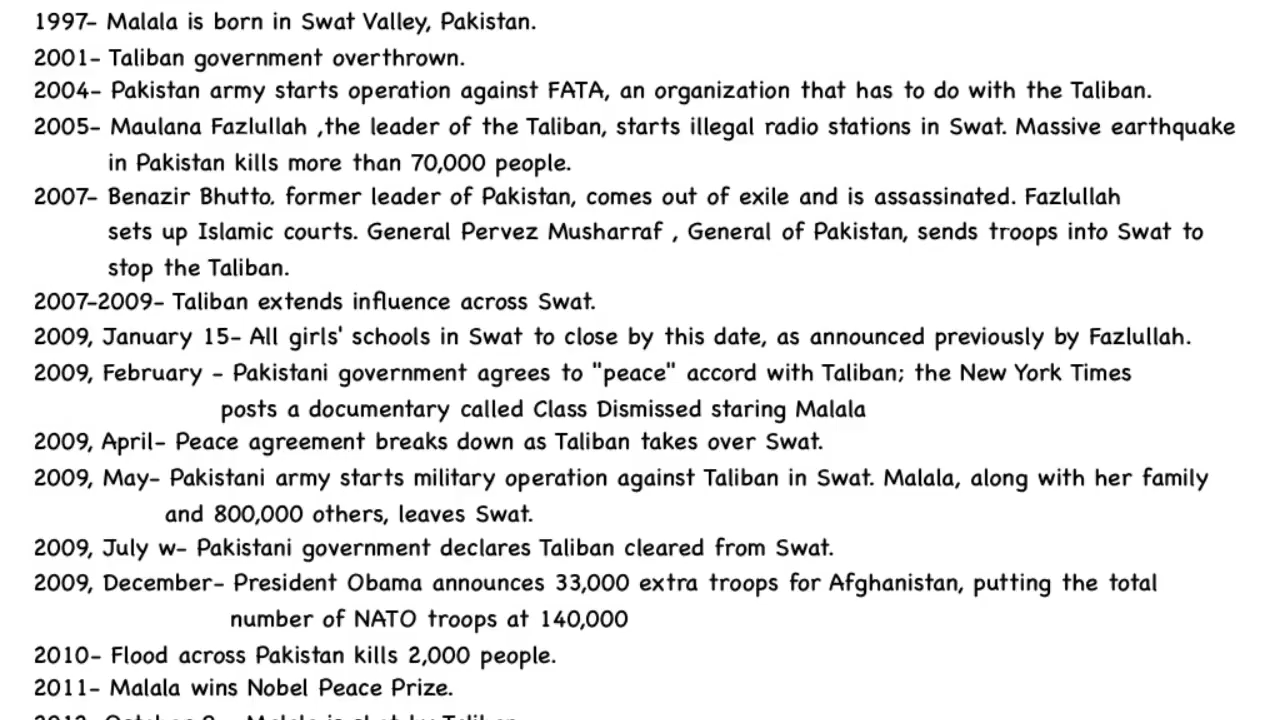 1997- Malala is born in Swat Valley, Pakistan.
2001- Taliban government overthrown.
2004- Pakistan army starts operation against FATA, an organization that has to do with the Taliban.
2005- Maulana Fazlullah ,the leader of the Taliban, starts illegal radio stations in Swat. Massive earthquake
in Pakistan kills more than 70,000 people.
2007- Benazir Bhutto. former leader of Pakistan, comes out of exile and is assassinated. Fazlullah
sets up Islamic courts. General Pervez Musharraf , General of Pakistan, sends troops into Swat to
stop the Taliban.
2007-2009- Taliban extends influence across Swat.
2009, January 15- All girls' schools in Swat to close by this date, as announced previously by Fazlullah.
2009, February - Pakistani government agrees to "peace" accord with Taliban; the New York Times
posts a documentary called Class Dismissed staring Malala
2009, April- Peace agreement breaks down as Taliban takes over Swat.
2009, May- Pakistani army starts military operation against Taliban in Swat. Malala, along with her family
and 800,000 others, leaves Swat.
2009, July w- Pakistani government declares Taliban cleared from Swat.
2009, December- President Obama announces 33,000 extra troops for Afghanistan, putting the total
number of NATO troops at 140,000
2010- Flood across Pakistan kills 2,000 people.
2011- Malala wins Nobel Peace Prize.